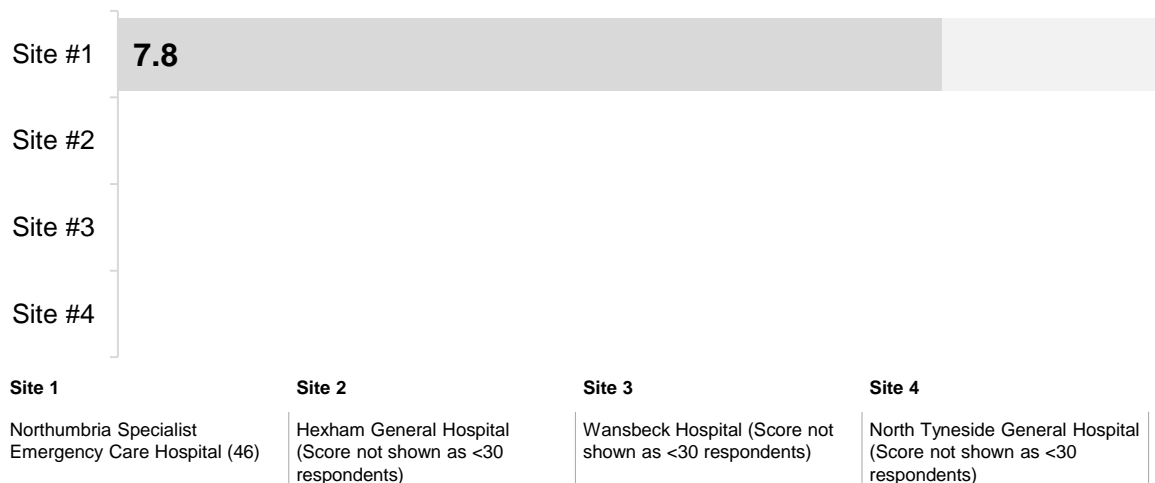 Site #1
7.8
Site #2
Site #3
Site #4
Site 1
Site 2
Site 3
Site 4
Northumbria Specialist
Emergency Care Hospital (46)
Hexham General Hospital
(Score not shown as <30
respondents)
Wansbeck Hospital (Score not
shown as <30 respondents)
North Tyneside General Hospital
(Score not shown as <30
respondents)